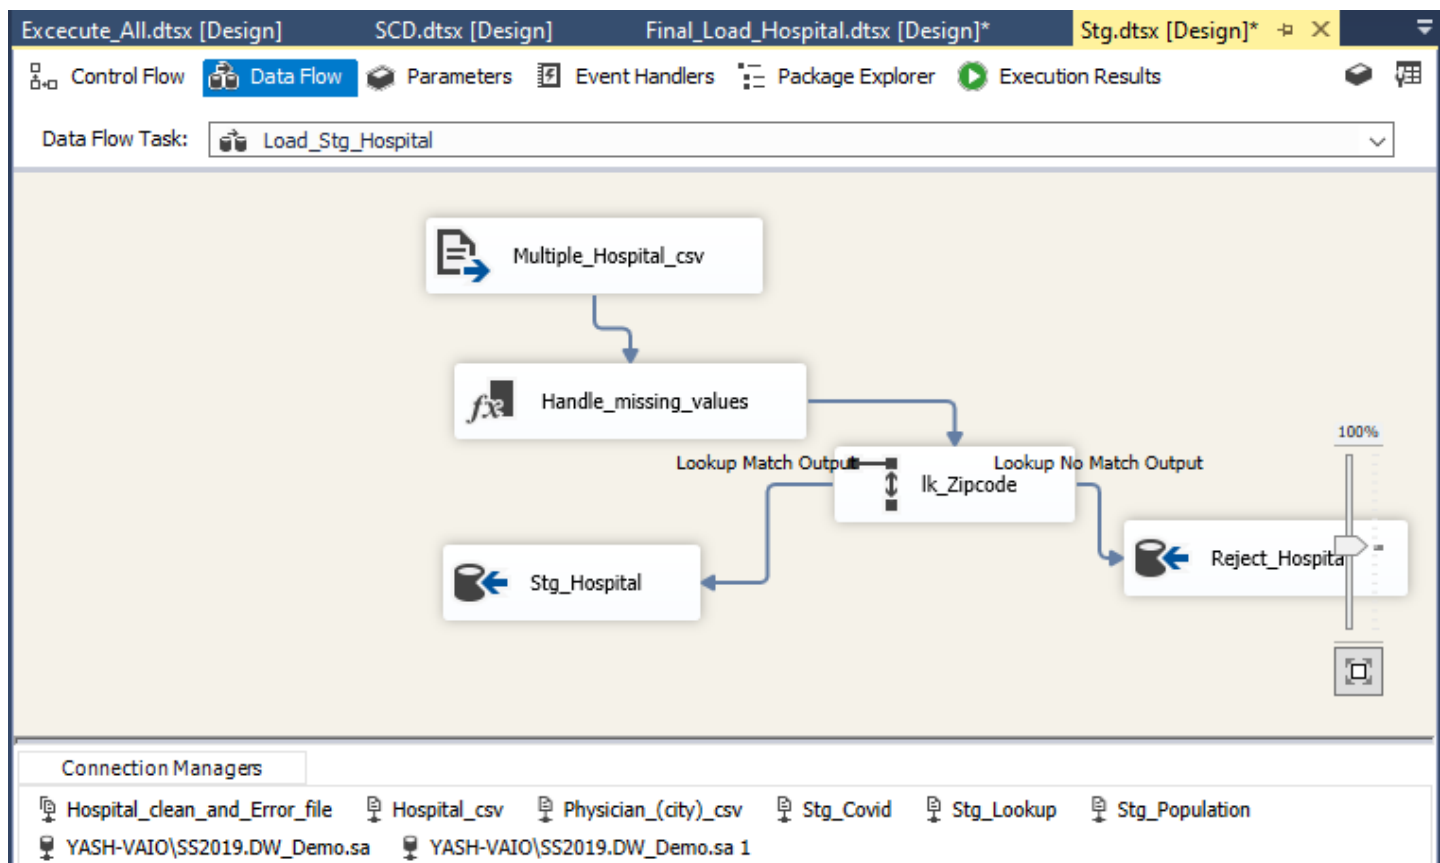 Excecute_All.dtsx [Design] SCD.dtsx [Design] Final_Load_Hospital.dtsx [Design]* Stg.dtsx [Design]*
Control Flow Data Flow Parameters Event Handlers Package Explorer Execution Results
Data Flow Task: Load_Stg_Hospital
Multiple_Hospital_csv
fx Handle_missing_values
100%
Lookup Match Output Lookup No Match Output
lk_Zipcode
Reject_Hospita
Stg_Hospital
Connection Managers
Hospital_clean_and_Error_file Hospital_csv Physician_(city)_csv Stg_Covid Stg_Lookup Stg_Population
YASH-VAIO\SS2019.DW_Demo.sa YASH-VAIO\SS2019.DW_Demo.sa 1